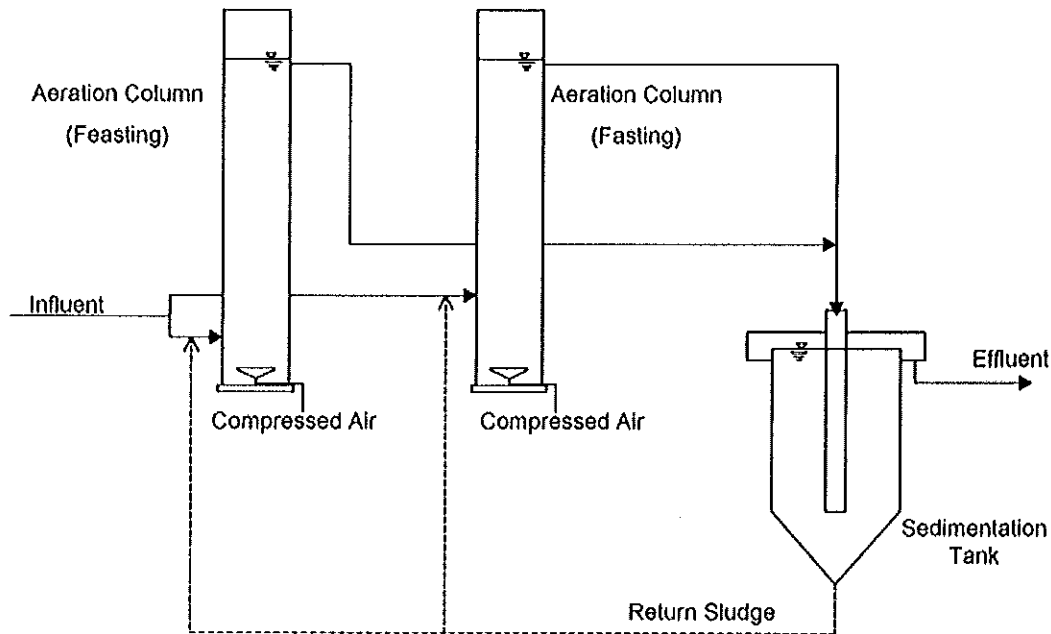 Aeration Column
(Feasting)
Aeration Column
(Fasting)
Influent
Effluent
Compressed Air
Compressed Air
Sedimentation
Tank
Return Sludge